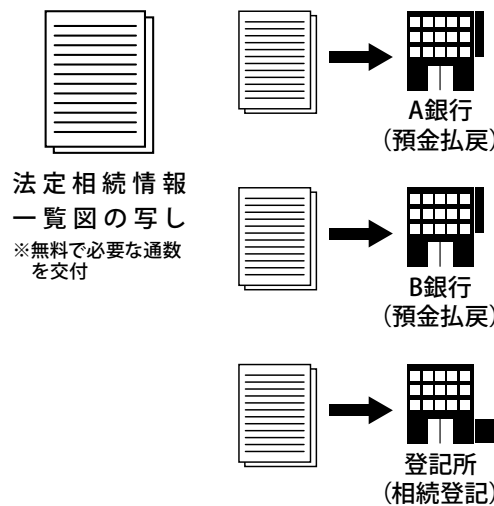 法定相続情報
一覧図の写し
※無料で必要な通数
を交付
A銀行
(預金払戻)
B銀行
(預金払戻)
登記所
(相続登記)